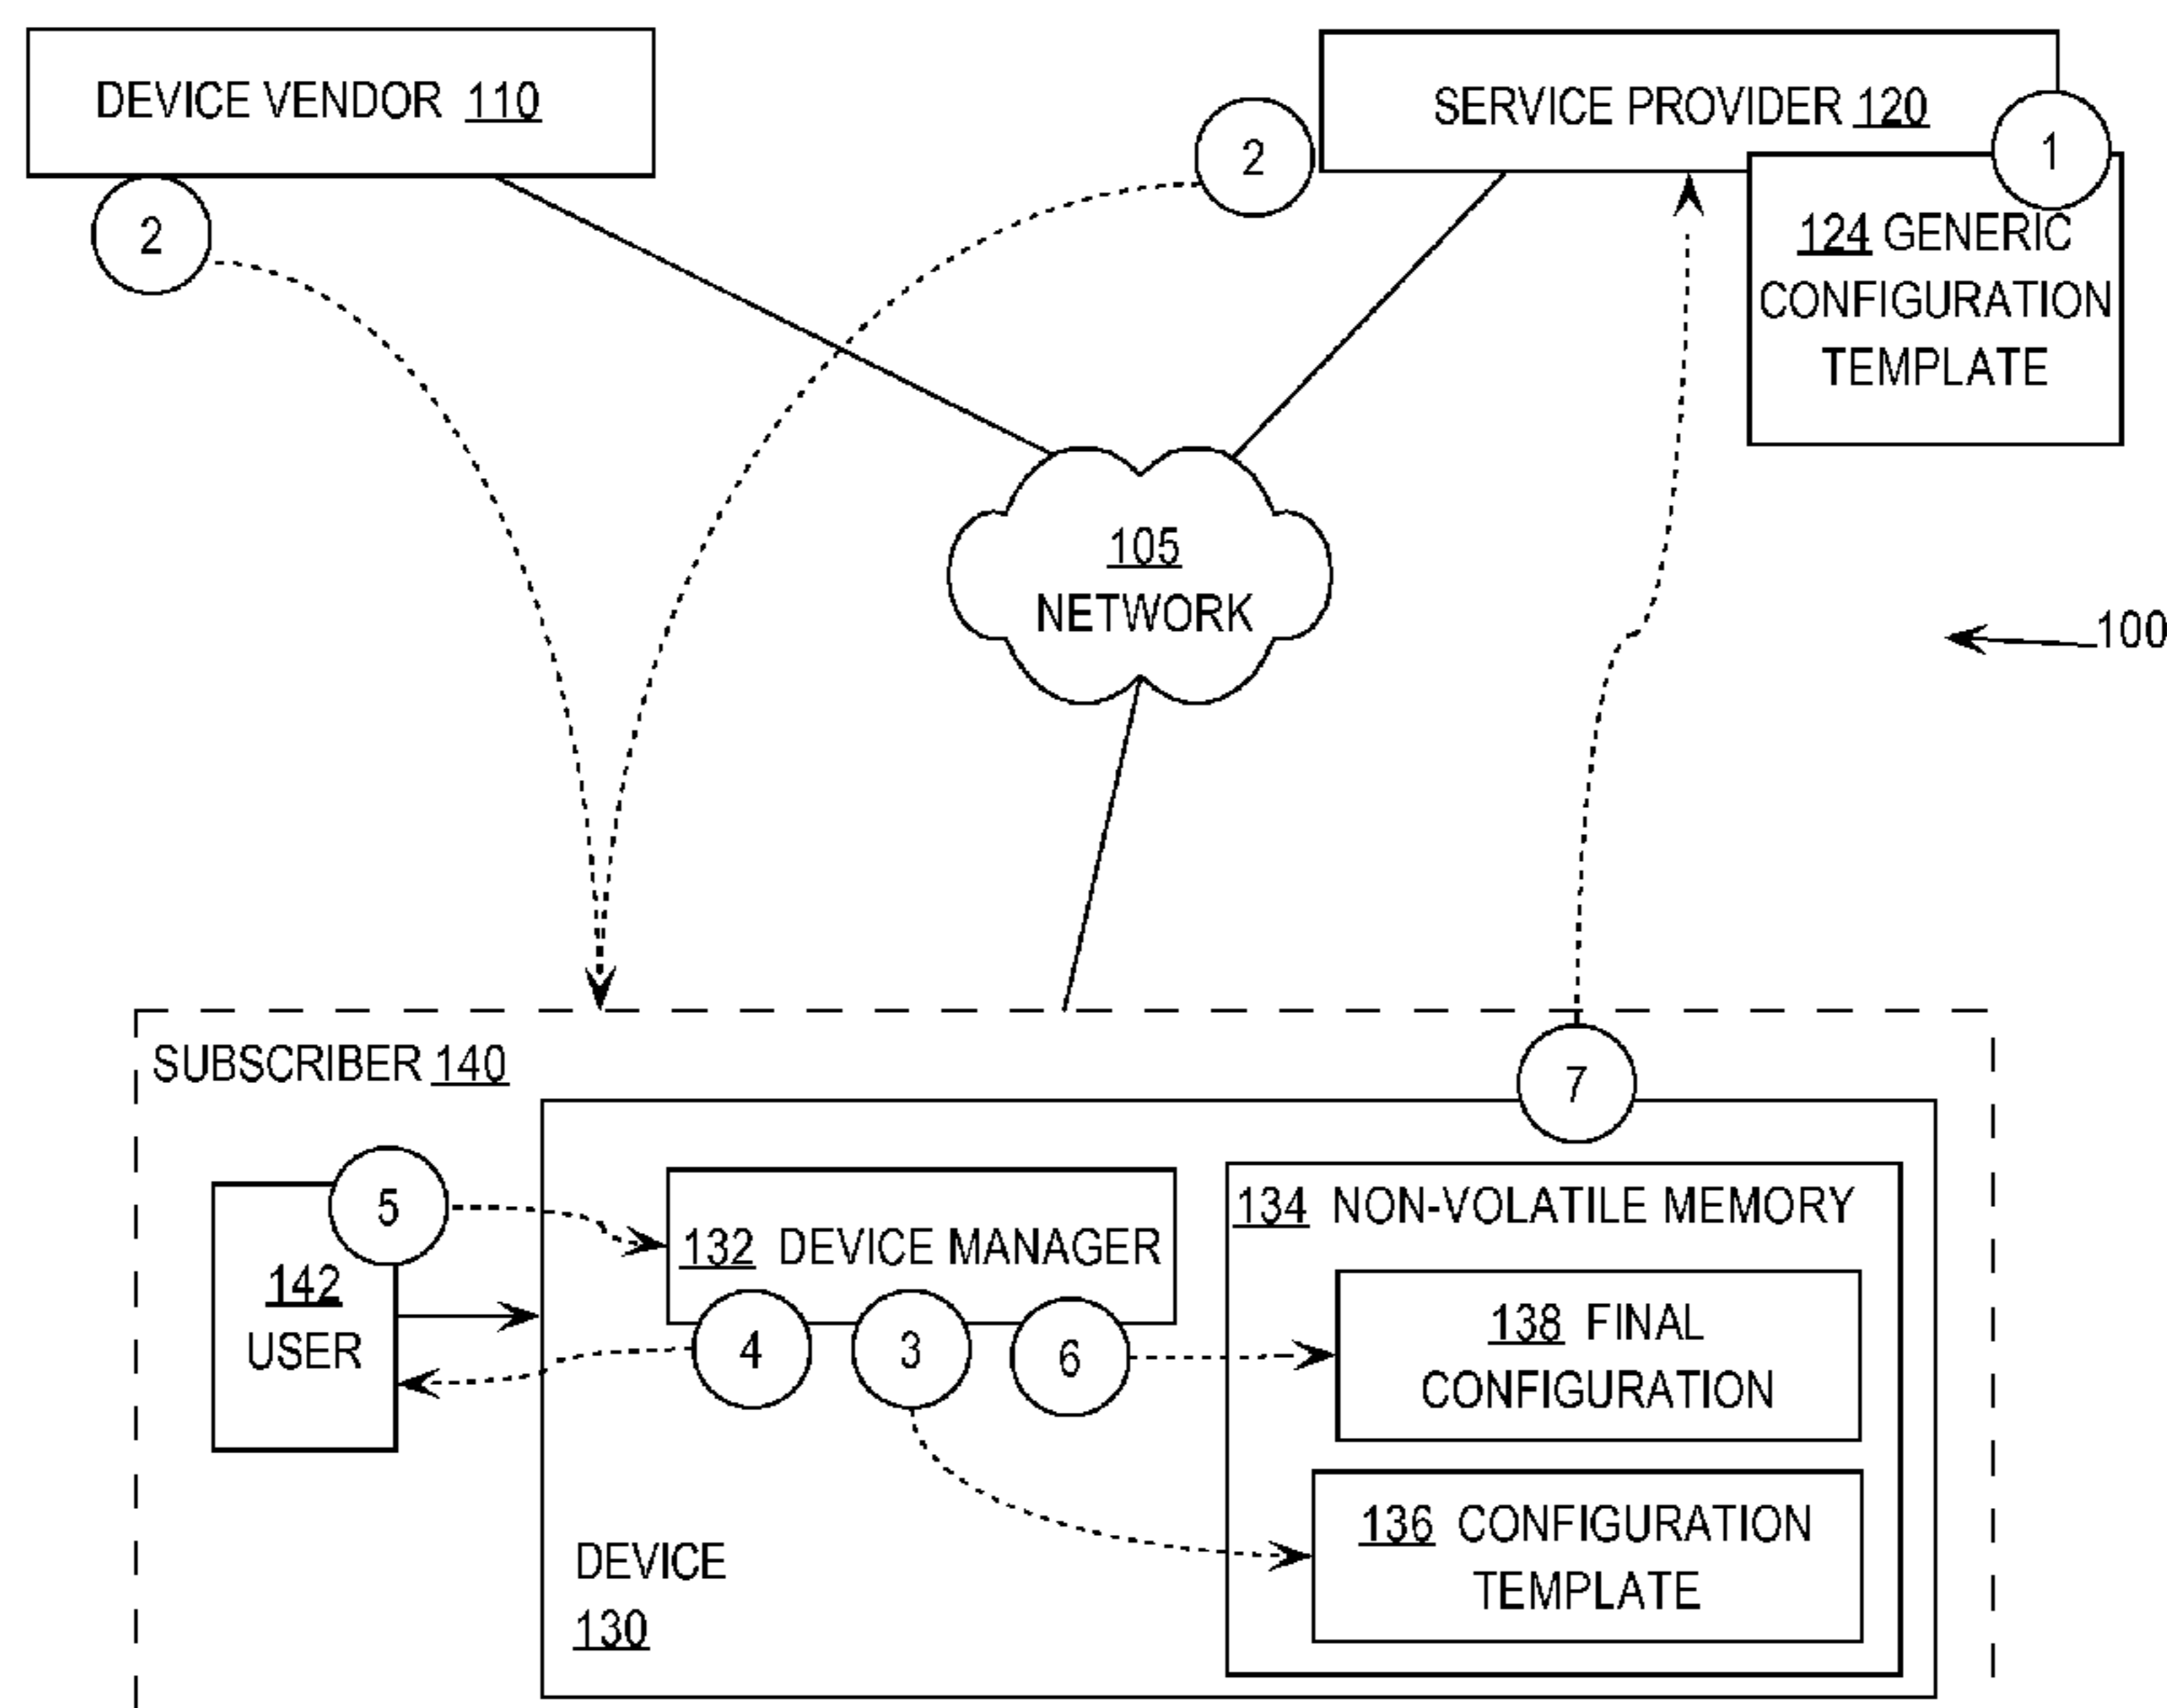 DEVICE VENDOR 110
SERVICE PROVIDER 120
1
2
2
124 GENERIC
CONFIGURATION
TEMPLATE
105
NETWORK
100
SUBSCRIBER 140
7
5
134 NON-VOLATILE MEMORY
132 DEVICE MANAGER
142
USER
4
3
6
138 FINAL
CONFIGURATION
136 CONFIGURATION
TEMPLATE
DEVICE
130